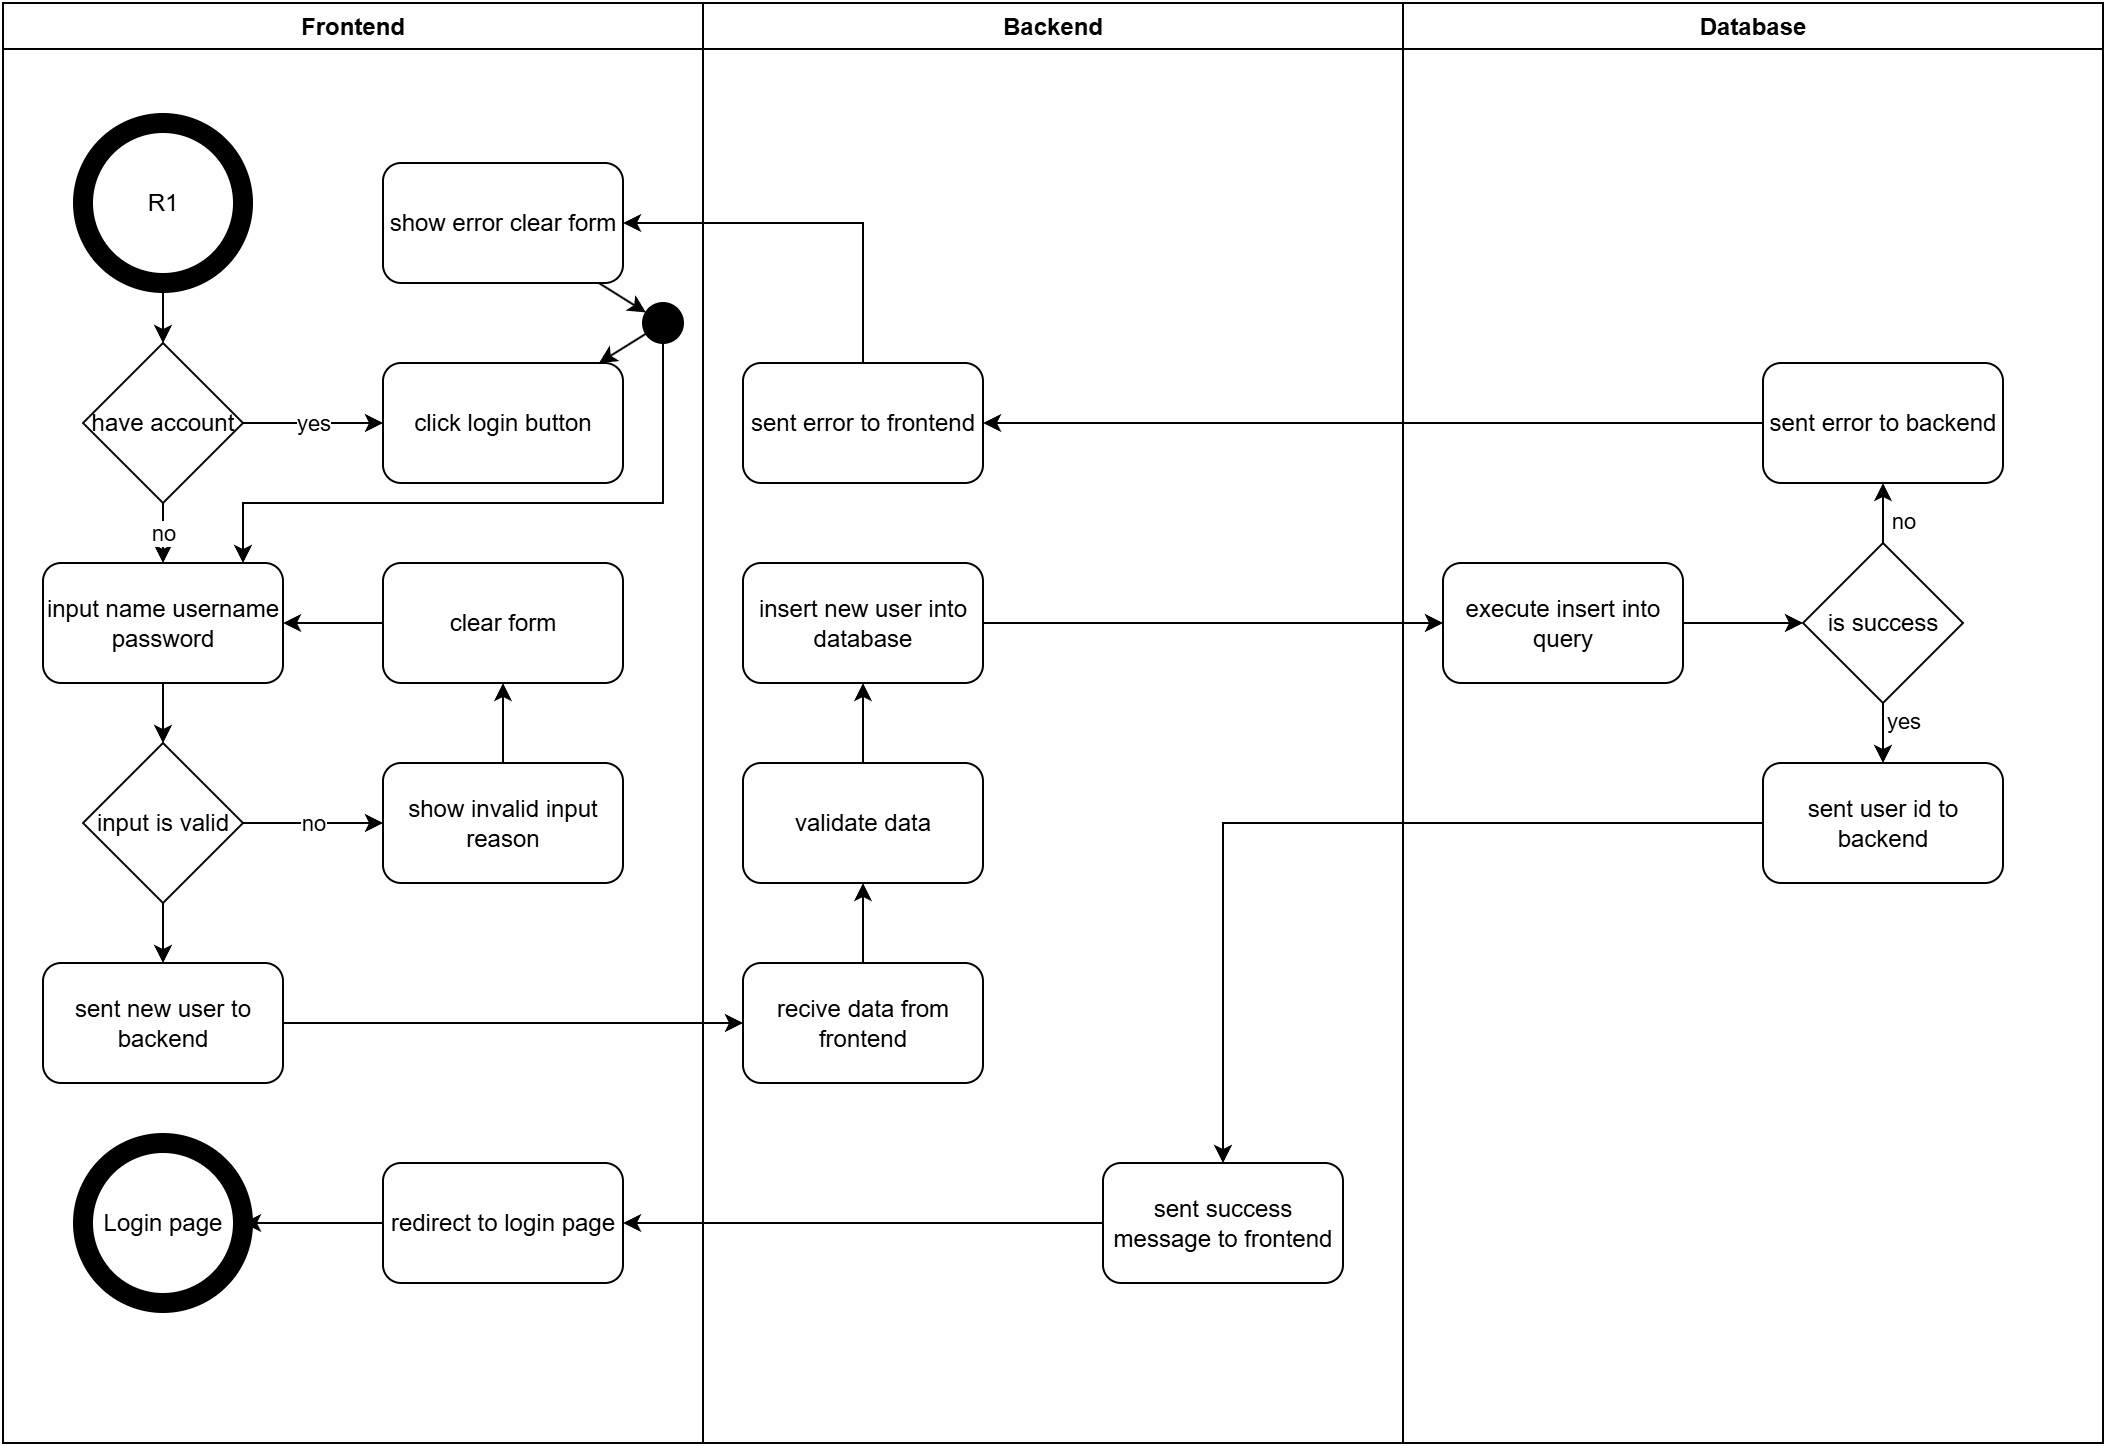 Frontend
Backend
Database
R1
show error clear form
have account
yes
click login button
sent error to frontend
sent error to backend
no
no
input name username
password
clear form
insert new user into
database
execute insert into
query
is success
yes
input is valid
no
show invalid input
reason
validate data
sent user id to
backend
sent new user to
backend
recive data from
frontend
Login page
redirect to login page
sent success
message to frontend